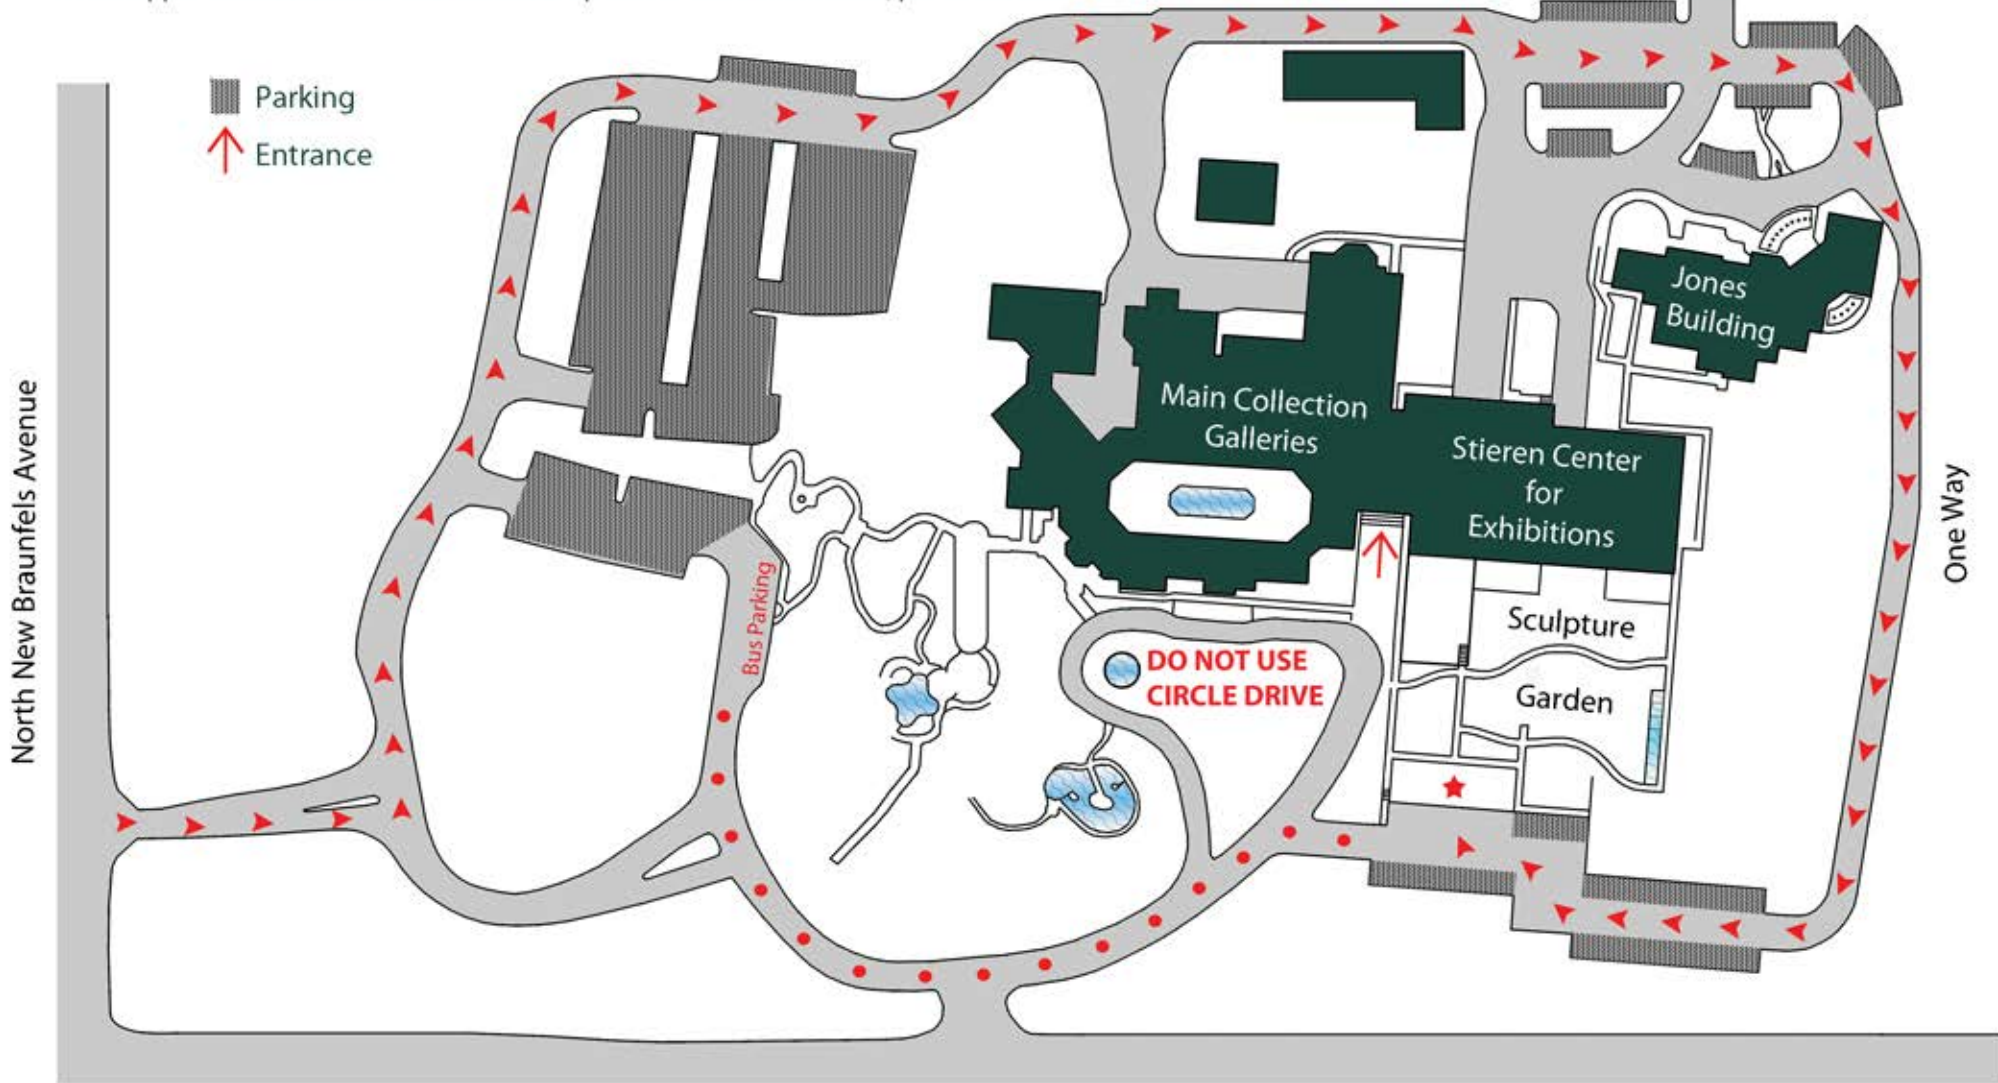 Parking
Entrance
North New Braunfels Avenue
Jones
Building
Main Collection
Galleries
Stieren Center
for
Exhibitions
One Way
Bus Parking
Sculpture
DO NOT USE
CIRCLE DRIVE
Garden